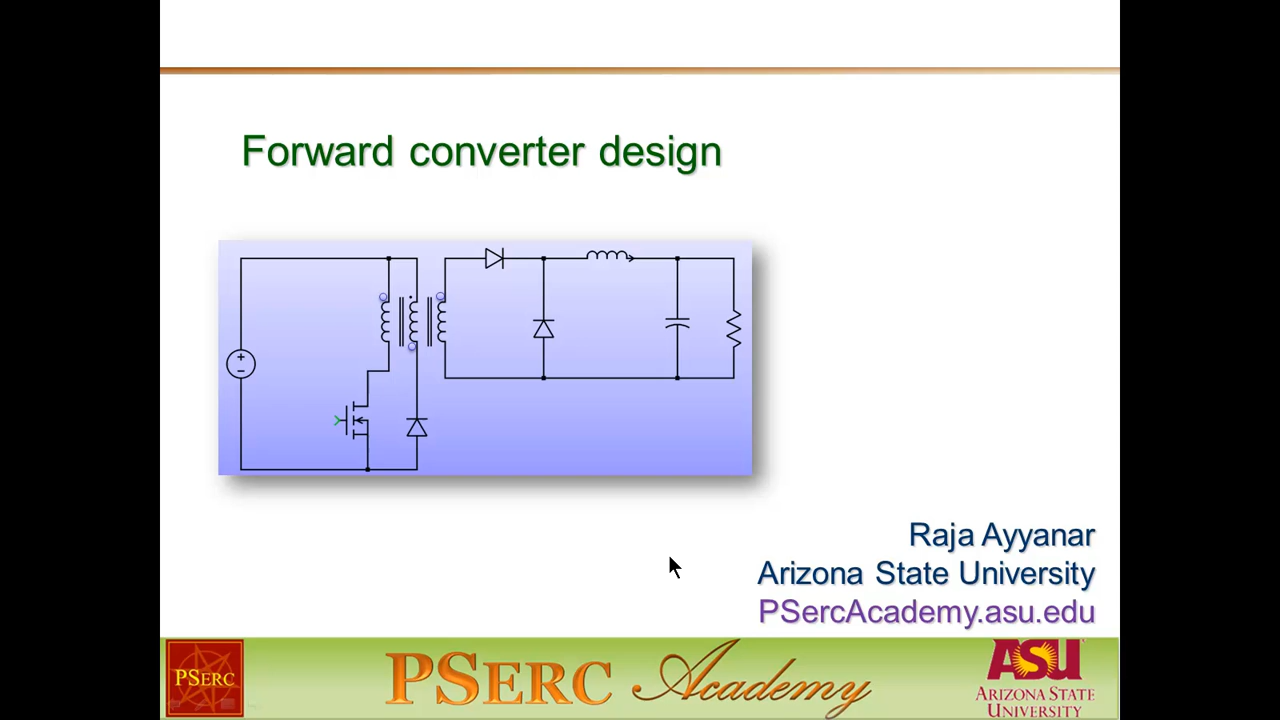 Forward converter design
Raja Ayyanar
Arizona State University
PSercAcademy.asu.edu
PSERC
PSERC Academy
ASU
ARIZONA STATE
UNIVERSITY